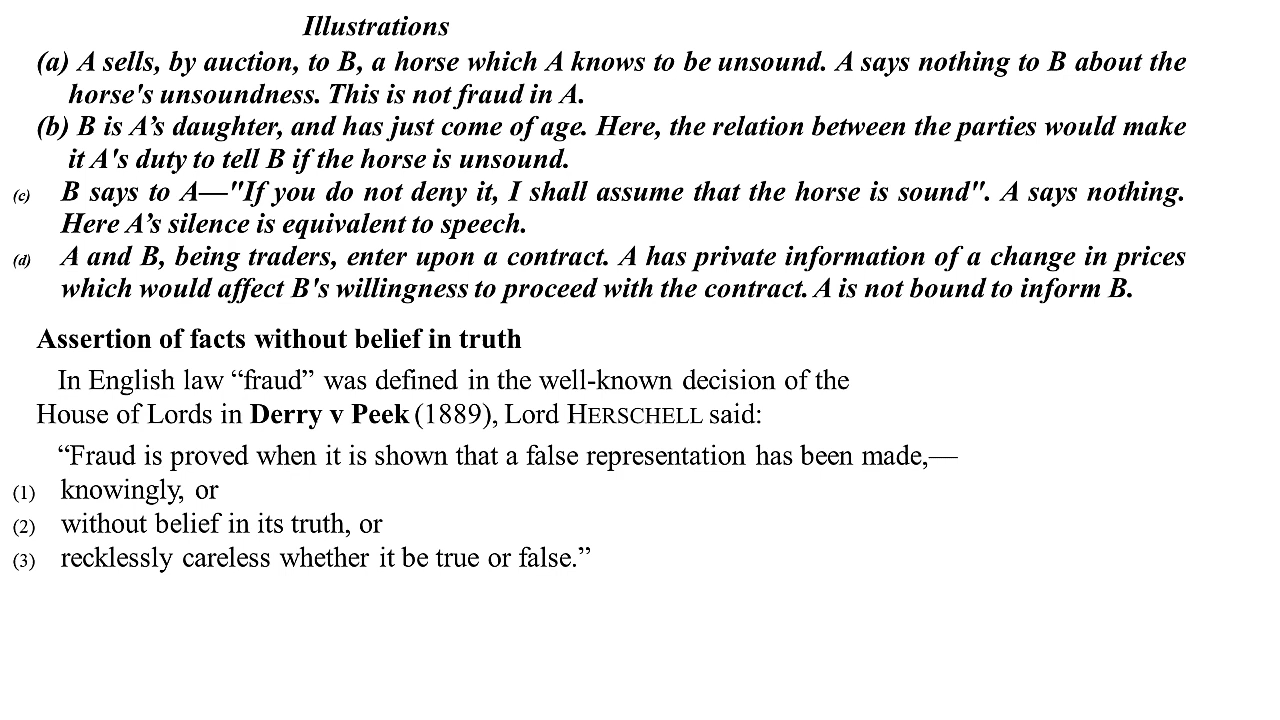 Illustrations
(a) A sells, by auction, to B, a horse which A knows to be unsound. A says nothing to B about the
horse's unsoundness. This is not fraud in A.
(b) B is A’s daughter, and has just come of age. Here, the relation between the parties would make
it A's duty to tell B if the horse is unsound.
(c) B says to A—"If you do not deny it, I shall assume that the horse is sound". A says nothing.
Here A’s silence is equivalent to speech.
(d) A and B, being traders, enter upon a contract. A has private information of a change in prices
which would affect B's willingness to proceed with the contract. A is not bound to inform B.
Assertion of facts without belief in truth
In English law “fraud” was defined in the well-known decision of the
House of Lords in Derry v Peek (1889), Lord HERSCHELL said:
“Fraud is proved when it is shown that a false representation has been made,—
(1) knowingly, or
(2) without belief in its truth, or
(3) recklessly careless whether it be true or false.”